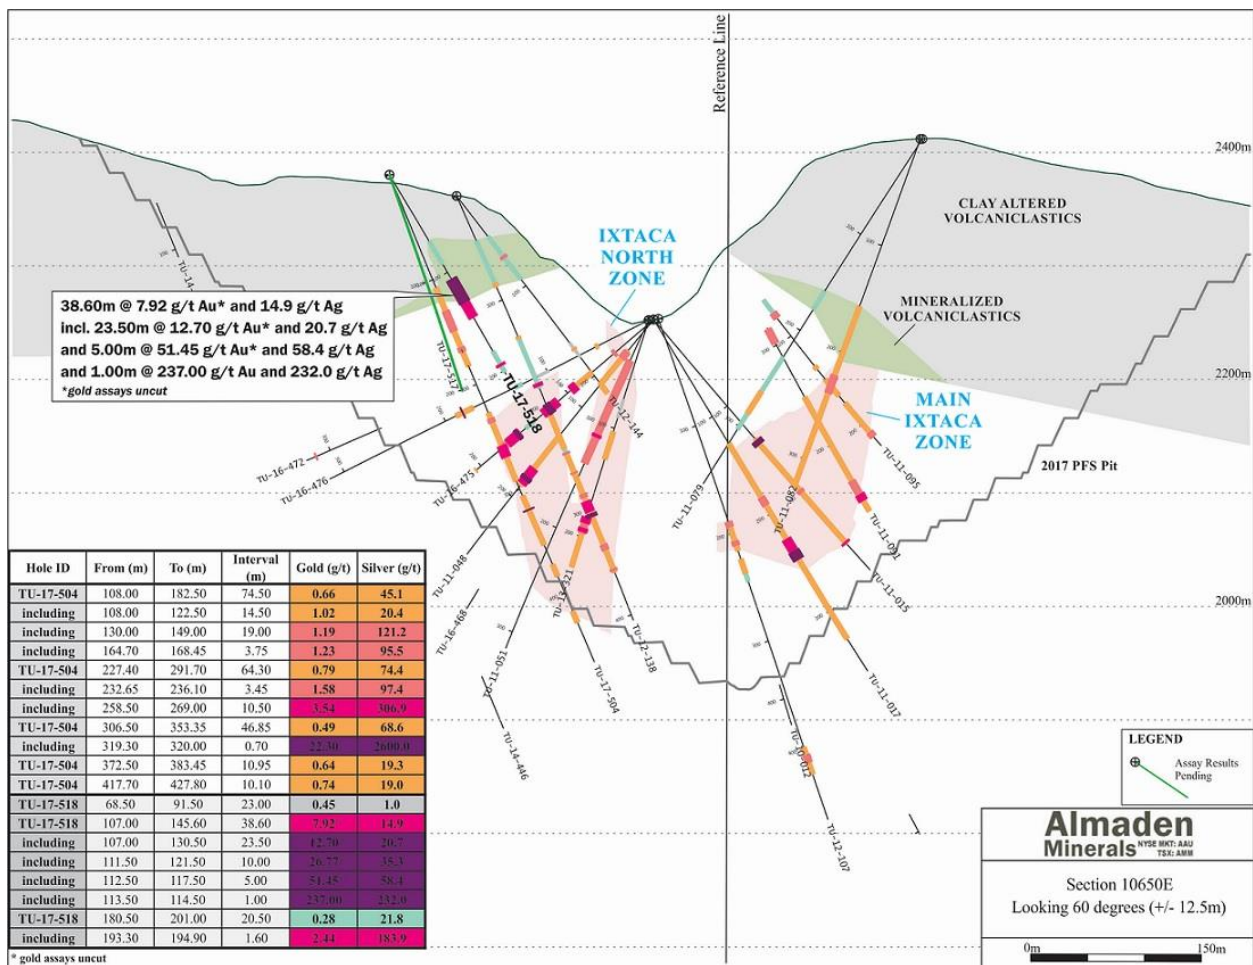 Reference Line
2400m
CLAY ALTERED
VOLCANICLASTICS
IXTACA
NORTH
ZONE
MINERALIZED
VOLCANICLASTICS
38.60m @ 7.92 g/t Au* and 14.9 g/t Ag
incl. 23.50m @ 12.70 g/t Au* and 20.7 g/t Ag
and 5.00m @ 51.45 g/t Au* and 58.4 g/t Ag
and 1.00m @ 237.00 g/t Au and 232.0 g/t Ag
*gold assays uncut
TU-14-
TU-17-517
TU-17-518
TU-12-144
2200m
MAIN
IXTACA
ZONE
2017 PFS Pit
TU-16-472
TU-16-476
TU-16-475
TU-11-079
TU-11-082
TU-11-095
TU-11-091
TU-11-015
TU-11-048
TU-16-468
TU-11-051
TU-12-138
TU-17-504
TU-14-446
TU-11-017
TU-10-012
TU-12-107
2000m
Hole ID From (m) To (m) Interval (m) Gold (g/t) Silver (g/t)
TU-17-504 108.00 182.50 74.50 0.66 45.1
including 108.00 122.50 14.50 1.02 20.4
including 130.00 149.00 19.00 1.19 121.2
including 164.70 168.45 3.75 1.23 95.5
TU-17-504 227.40 291.70 64.30 0.79 74.4
including 232.65 236.10 3.45 1.58 97.4
including 258.50 269.00 10.50 3.54 306.9
TU-17-504 306.50 353.35 46.85 0.49 68.6
including 319.30 320.00 0.70 22.30 2600.0
TU-17-504 372.50 383.45 10.95 0.64 19.3
TU-17-504 417.70 427.80 10.10 0.74 19.0
TU-17-518 68.50 91.50 23.00 0.45 1.0
TU-17-518 107.00 145.60 38.60 7.92 14.9
including 107.00 130.50 23.50 12.70 20.7
including 111.50 121.50 10.00 26.77 35.3
including 112.50 117.50 5.00 51.45 58.4
including 113.50 114.50 1.00 237.00 232.0
TU-17-518 180.50 201.00 20.50 0.28 21.8
including 193.30 194.90 1.60 2.44 183.9
* gold assays uncut
LEGEND
Assay Results
Pending
Almaden
Minerals NYSE MKT: AAU
TSX: AMM
Section 10650E
Looking 60 degrees (+/- 12.5m)
0m 150m